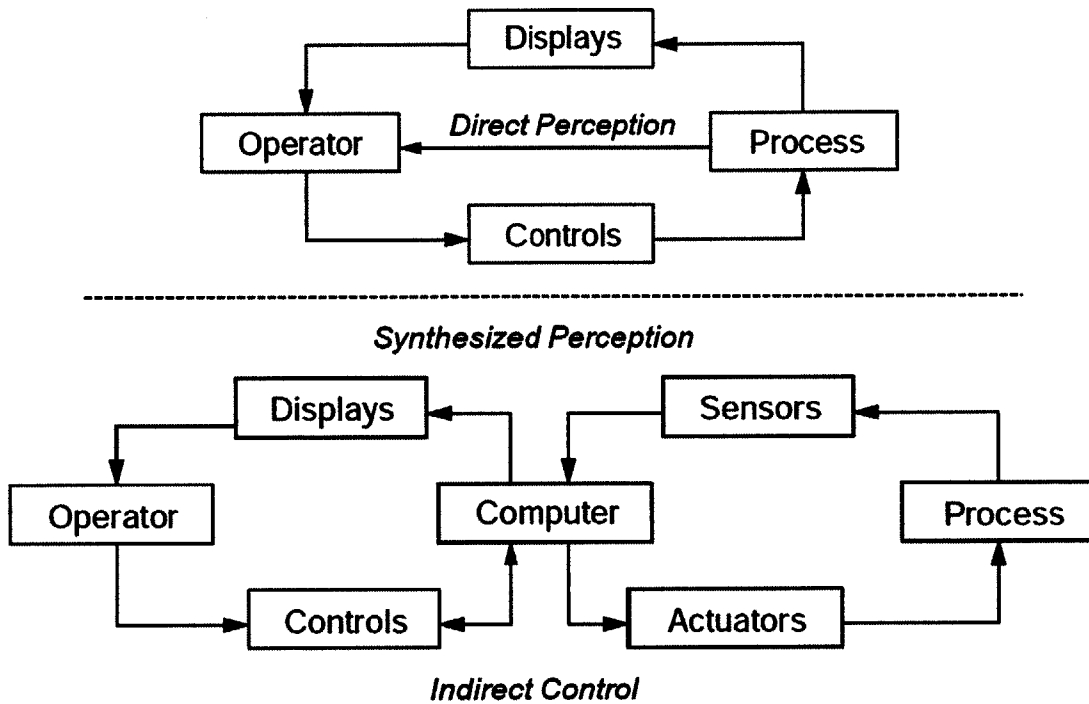 Displays
Operator
Direct Perception
Process
Controls
Synthesized Perception
Displays
Sensors
Operator
Computer
Process
Controls
Actuators
Indirect Control